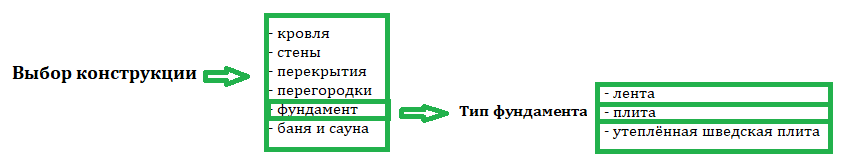 Выбор конструкции
- кровля
- стены
- перекрытия
- перегородки
- фундамент
- баня и сауна
Тип фундамента
- лента
- плита
- утеплённая шведская плита